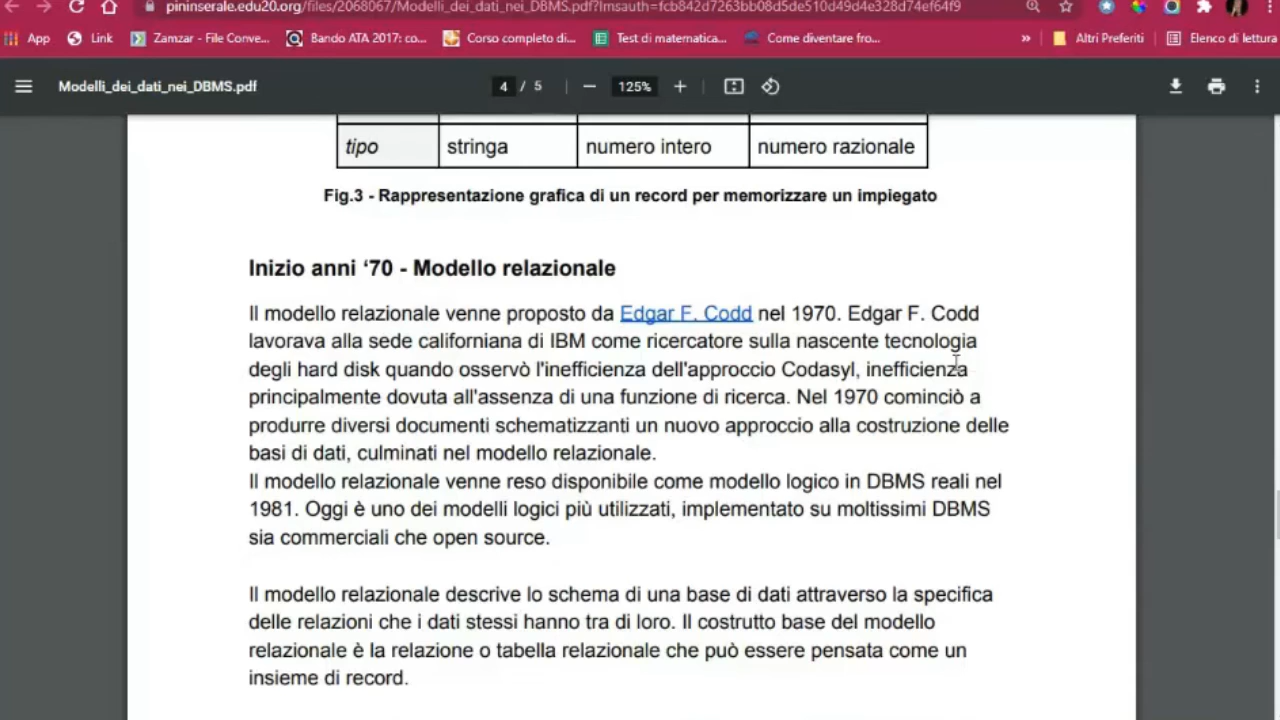 pininserale.edu20.org/files/2068067/Modelli_dei_dati_nei_DBMS.pdf?lmsauth=fcb842d7263bb08d5de510d49d4e328d74ef64f9
App Link Zamzar - File Conve... Bando ATA 2017: co... Corso completo di... Test di matematica... Come diventare fro... » Altri Preferiti Elenco di lettura
Modelli_dei_dati_nei_DBMS.pdf 4 / 5 125%
tipo stringa numero intero numero razionale
Fig.3 - Rappresentazione grafica di un record per memorizzare un impiegato
Inizio anni ‘70 - Modello relazionale
Il modello relazionale venne proposto da Edgar F. Codd nel 1970. Edgar F. Codd
lavorava alla sede californiana di IBM come ricercatore sulla nascente tecnologia
degli hard disk quando osservò l'inefficienza dell'approccio Codasyl, inefficienza
principalmente dovuta all'assenza di una funzione di ricerca. Nel 1970 cominciò a
produrre diversi documenti schematizzanti un nuovo approccio alla costruzione delle
basi di dati, culminati nel modello relazionale.
Il modello relazionale venne reso disponibile come modello logico in DBMS reali nel
1981. Oggi è uno dei modelli logici più utilizzati, implementato su moltissimi DBMS
sia commerciali che open source.
Il modello relazionale descrive lo schema di una base di dati attraverso la specifica
delle relazioni che i dati stessi hanno tra di loro. Il costrutto base del modello
relazionale è la relazione o tabella relazionale che può essere pensata come un
insieme di record.